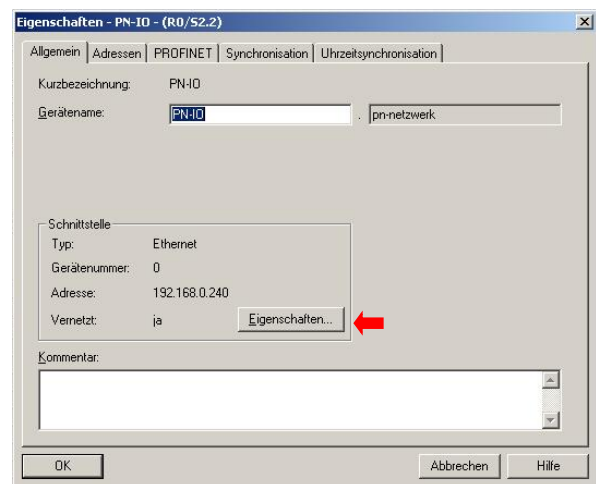 Eigenschaften - PN-IO - (R0/S2.2)
Allgemein Adressen PROFINET Synchronisation Uhrzeitsynchronisation
Kurzbezeichnung: PN-IO
Gerätename: PN-IO . pn-netzwerk
Schnittstelle
Typ: Ethernet
Gerätenummer: 0
Adresse: 192.168.0.240
Vernetzt: ja Eigenschaften...
Kommentar:
OK Abbrechen Hilfe